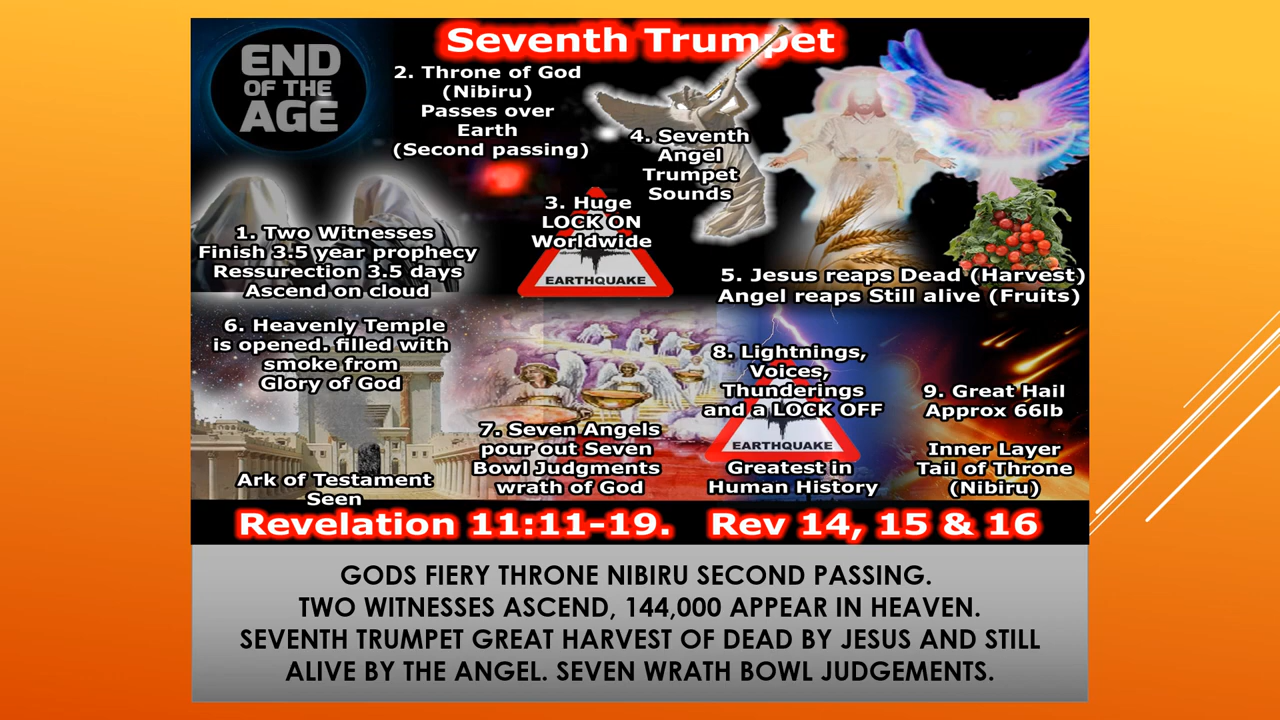 Seventh Trumpet
END
OF THE
AGE
2. Throne of God
(Nibiru)
Passes over
Earth
(Second passing)
4. Seventh
Angel
Trumpet
Sounds
1. Two Witnesses
Finish 3.5 year prophecy
Ressurection 3.5 days
Ascend on cloud
3. Huge
LOCK ON
Worldwide
EARTHQUAKE
5. Jesus reaps Dead (Harvest)
Angel reaps Still alive (Fruits)
6. Heavenly Temple
is opened. filled with
smoke from
Glory of God
Ark of Testament
Seen
7. Seven Angels
pour out Seven
Bowl Judgments
wrath of God
8. Lightnings,
Voices,
Thunderings
and a LOCK OFF
EARTHQUAKE
Greatest in
Human History
9. Great Hail
Approx 66lb
Inner Layer
Tail of Throne
(Nibiru)
Revelation 11:11-19. Rev 14, 15 & 16
GODS FIERY THRONE NIBIRU SECOND PASSING.
TWO WITNESSES ASCEND, 144,000 APPEAR IN HEAVEN.
SEVENTH TRUMPET GREAT HARVEST OF DEAD BY JESUS AND STILL
ALIVE BY THE ANGEL. SEVEN WRATH BOWL JUDGEMENTS.